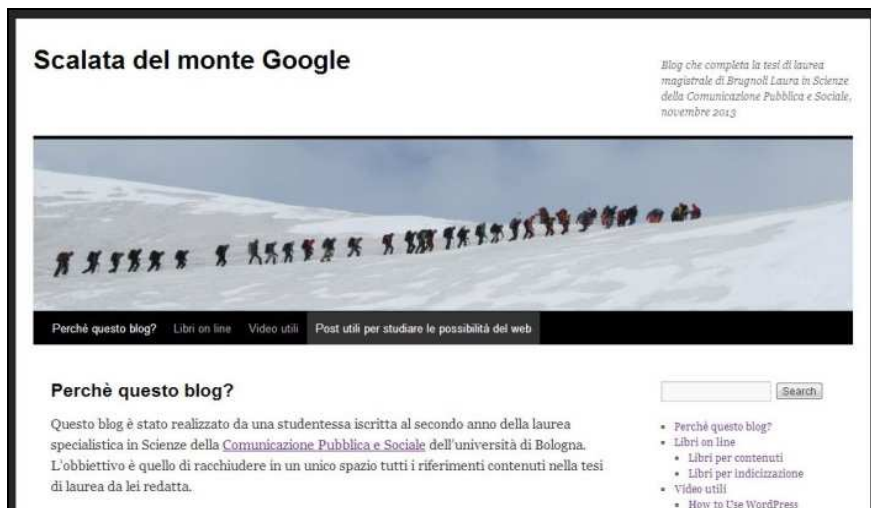 Scalata del monte Google
Blog che completa la tesi di laurea
magistrale di Brugnoli Laura in Scienze
della Comunicazione Pubblica e Sociale,
novembre 2013
Perchè questo blog? Libri on line Video utili Post utili per studiare le possibilità del web
Perchè questo blog?
Questo blog è stato realizzato da una studentessa iscritta al secondo anno della laurea
specialistica in Scienze della Comunicazione Pubblica e Sociale dell'università di Bologna.
L'obbiettivo è quello di racchiudere in un unico spazio tutti i riferimenti contenuti nella tesi
di laurea da lei redatta.
Search
Perchè questo blog?
Libri on line
Libri per contenuti
Libri per indicizzazione
Video utili
How to Use WordPress